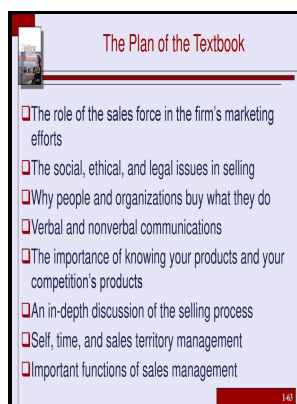 The Plan of the Textbook
The role of the sales force in the firm's marketing
efforts
The social, ethical, and legal issues in selling
Why people and organizations buy what they do
Verbal and nonverbal communications
The importance of knowing your products and your
competition's products
An in-depth discussion of the selling process
Self, time, and sales territory management
Important functions of sales management
1-63